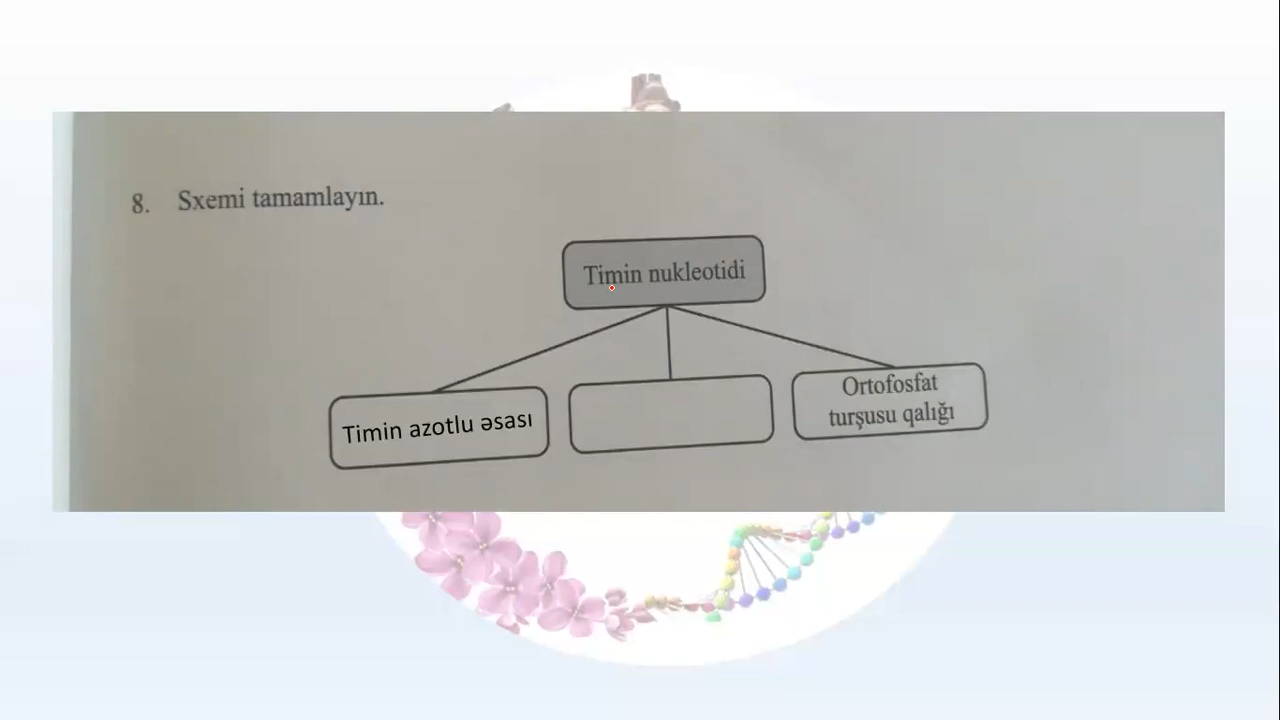 8. Sxemi tamamlayın.
Timin nukleotidi
Timin azotlu əsası
Ortofosfat
turşusu qalığı